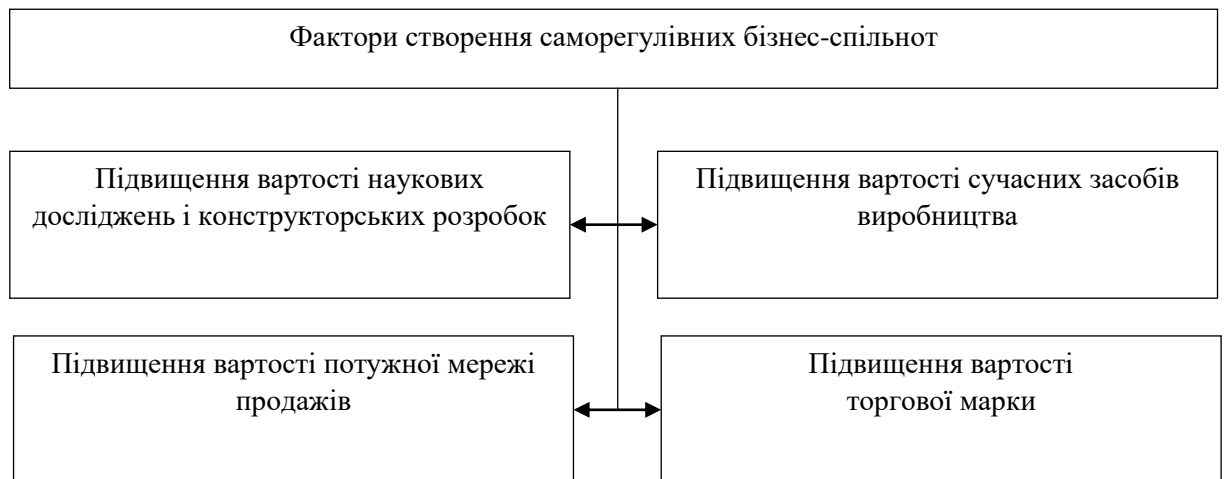 Фактори створення саморегулівних бізнес-спільнот
Підвищення вартості наукових
досліджень і конструкторських розробок
Підвищення вартості сучасних засобів
виробництва
Підвищення вартості потужної мережі
продажів
Підвищення вартості
торгової марки